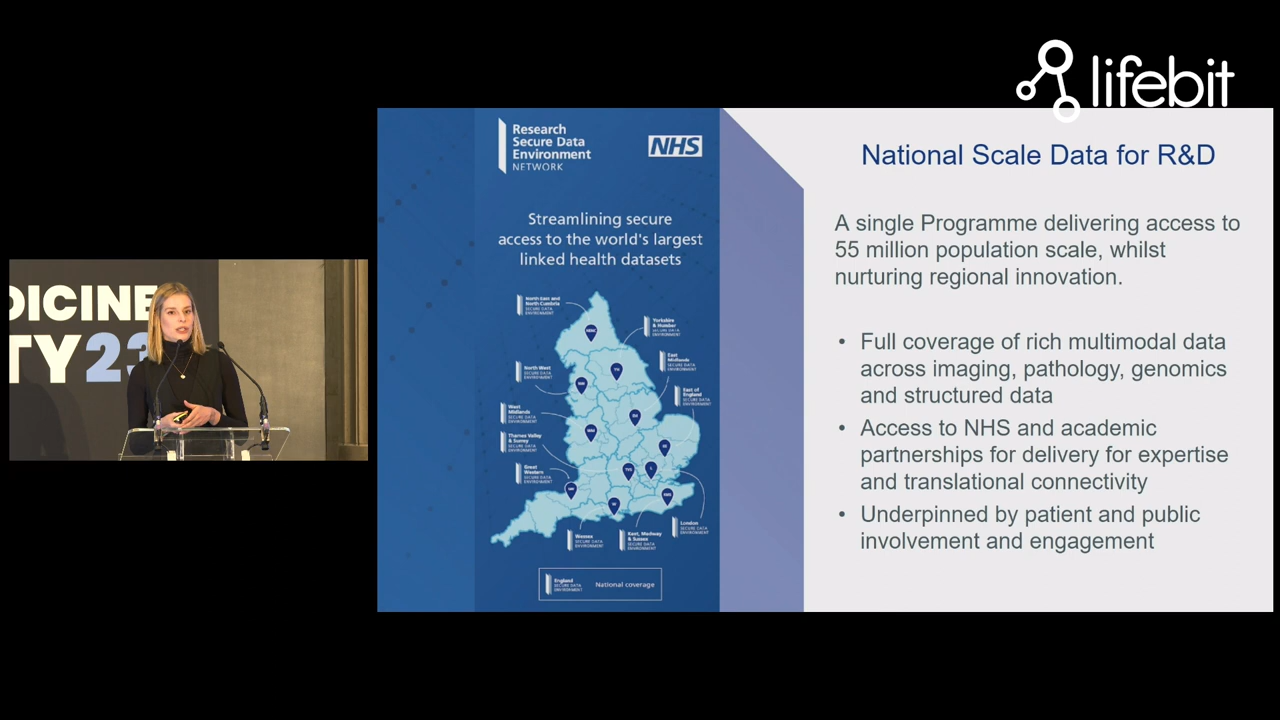 lifebit
DICINE
TY23
Research
Secure Data
Environment
NETWORK
NHS
Streamlining secure
access to the world's largest
linked health datasets
North East and
North Cumbria
SECURE DATA
ENVIRONMENT
Yorkshire
& Humber
SECURE DATA
ENVIRONMENT
North West
SECURE DATA
ENVIRONMENT
East
Midlands
SECURE DATA
ENVIRONMENT
East of
England
SECURE DATA
ENVIRONMENT
West
Midlands
SECURE DATA
ENVIRONMENT
Thames Valley
& Surrey
SECURE DATA
ENVIRONMENT
Great
Western
SECURE DATA
ENVIRONMENT
Wessex
SECURE DATA
ENVIRONMENT
Kent, Medway
& Sussex
SECURE DATA
ENVIRONMENT
London
SECURE DATA
ENVIRONMENT
England
SECURE DATA
ENVIRONMENT
National coverage
National Scale Data for R&D
A single Programme delivering access to
55 million population scale, whilst
nurturing regional innovation.
• Full coverage of rich multimodal data
across imaging, pathology, genomics
and structured data
• Access to NHS and academic
partnerships for delivery for expertise
and translational connectivity
• Underpinned by patient and public
involvement and engagement